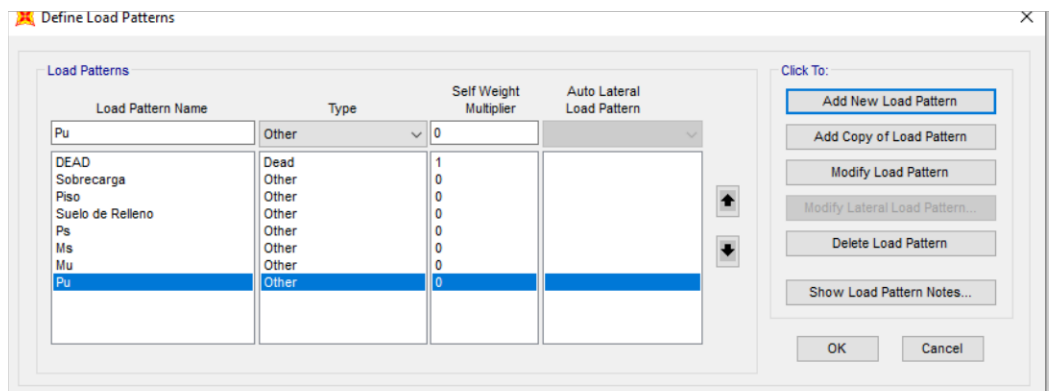 Define Load Patterns
Load Patterns
Click To:
Load Pattern Name Type Self Weight Multiplier Auto Lateral Load Pattern
Pu Other 0
DEAD Dead 1
Sobrecarga Other 0
Piso Other 0
Suelo de Relleno Other 0
Ps Other 0
Ms Other 0
Mu Other 0
Pu Other 0
Add New Load Pattern
Add Copy of Load Pattern
Modify Load Pattern
Modify Lateral Load Pattern...
Delete Load Pattern
Show Load Pattern Notes...
OK Cancel